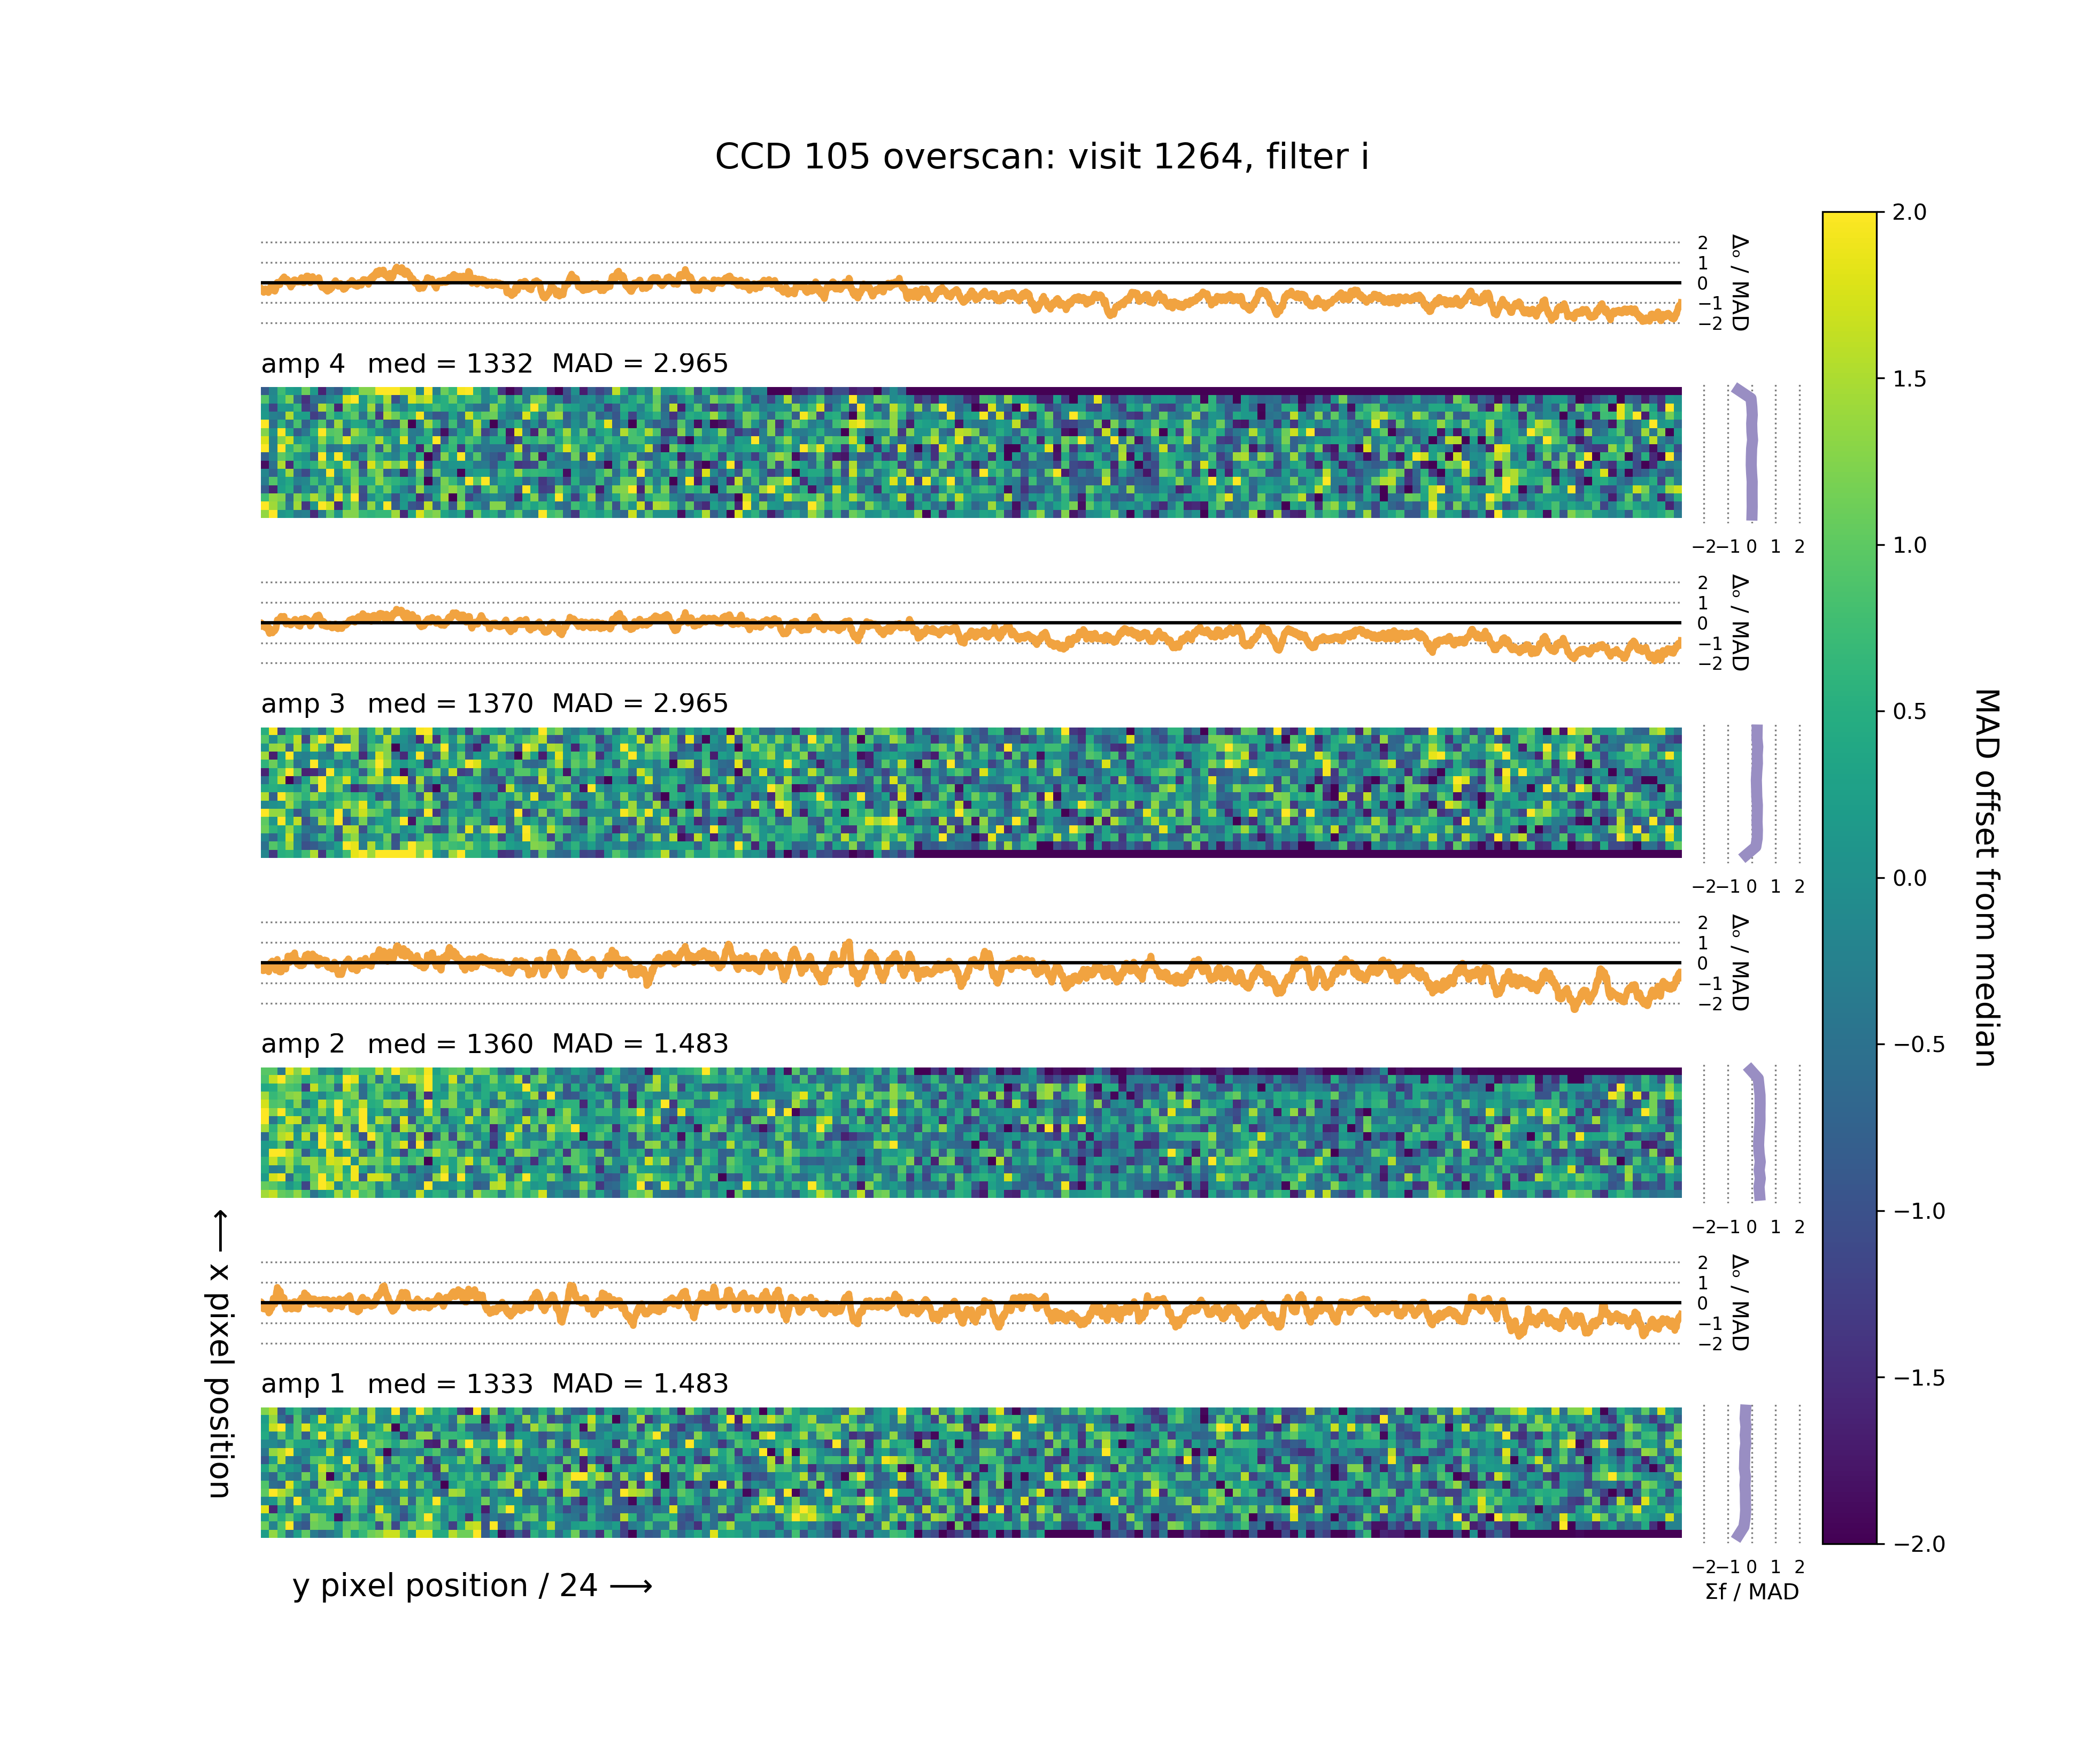 CCD 105 overscan: visit 1264, filter i
2
1
0
−1
−2
Δₒ / MAD
amp 4 med = 1332 MAD = 2.965
−2 −1 0 1 2
2
1
0
−1
−2
Δₒ / MAD
amp 3 med = 1370 MAD = 2.965
−2 −1 0 1 2
2
1
0
−1
−2
Δₒ / MAD
amp 2 med = 1360 MAD = 1.483
−2 −1 0 1 2
2
1
0
−1
−2
Δₒ / MAD
amp 1 med = 1333 MAD = 1.483
−2 −1 0 1 2
Σf / MAD
⟵ x pixel position
y pixel position / 24 ⟶
2.0
1.5
1.0
0.5
0.0
−0.5
−1.0
−1.5
−2.0
MAD offset from median